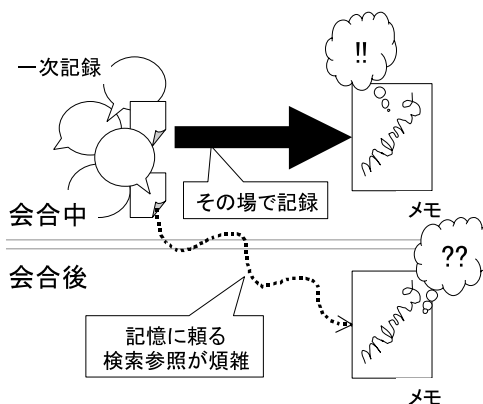 !!
一次記録
その場で記録
メモ
会合中
会合後
??
記憶に頼る
検索参照が煩雑
メモ